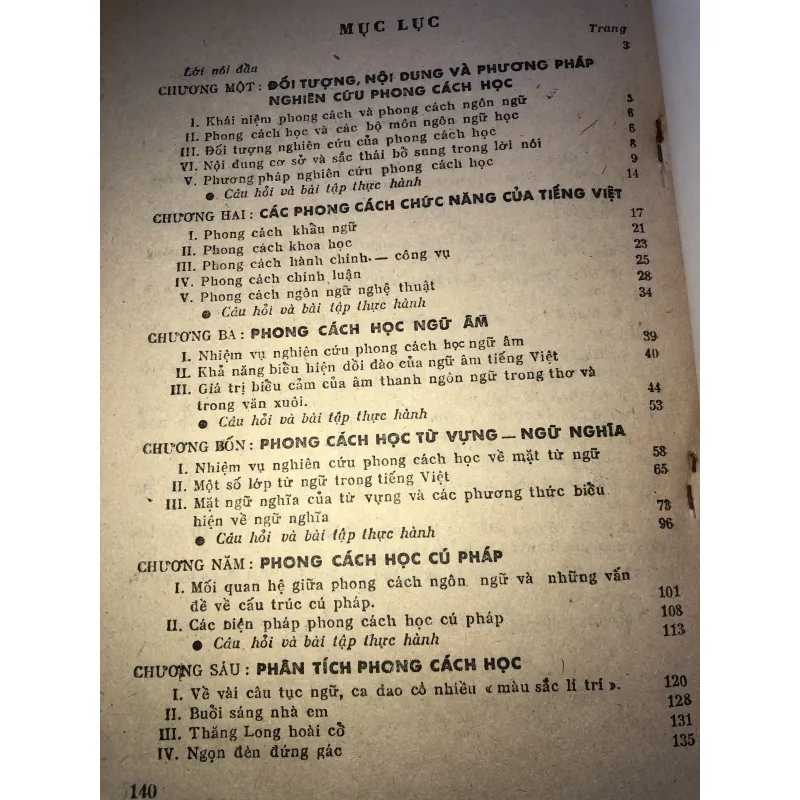 MỤC LỤC
Trang
Lời nói đầu 3
CHƯƠNG MỘT: ĐỐI TƯỢNG, NỘI DUNG VÀ PHƯƠNG PHÁP
NGHIÊN CỨU PHONG CÁCH HỌC
I. Khái niệm phong cách và phong cách ngôn ngữ 5
II. Phong cách học và các bộ môn ngôn ngữ học 6
III. Đối tượng nghiên cứu của phong cách học 6
VI. Nội dung cơ sở và sắc thái bổ sung trong lời nói 8
V. Phương pháp nghiên cứu phong cách học 9
● Câu hỏi và bài tập thực hành 14
CHƯƠNG HAI: CÁC PHONG CÁCH CHỨC NĂNG CỦA TIẾNG VIỆT
I. Phong cách khẩu ngữ 17
II. Phong cách khoa học 21
III. Phong cách hành chính — công vụ 23
IV. Phong cách chính luận 25
V. Phong cách ngôn ngữ nghệ thuật 28
● Câu hỏi và bài tập thực hành 34
CHƯƠNG BA: PHONG CÁCH HỌC NGỮ ÂM
I. Nhiệm vụ nghiên cứu phong cách học ngữ âm 39
II. Khả năng biểu hiện dồi dào của ngữ âm tiếng Việt 40
III. Giá trị biểu cảm của âm thanh ngôn ngữ trong thơ và
trong văn xuôi. 44
● Câu hỏi và bài tập thực hành 53
CHƯƠNG BỐN: PHONG CÁCH HỌC TỪ VỰNG — NGỮ NGHĨA
I. Nhiệm vụ nghiên cứu phong cách học về mặt từ ngữ 58
II. Một số lớp từ ngữ trong tiếng Việt 65
III. Mặt ngữ nghĩa của từ vựng và các phương thức biểu
hiện về ngữ nghĩa 73
● Câu hỏi và bài tập thực hành 96
CHƯƠNG NĂM: PHONG CÁCH HỌC CÚ PHÁP
I. Mối quan hệ giữa phong cách ngôn ngữ và những vấn
đề về cấu trúc cú pháp. 101
II. Các biện pháp phong cách học cú pháp 108
● Câu hỏi và bài tập thực hành 113
CHƯƠNG SÁU: PHÂN TÍCH PHONG CÁCH HỌC
I. Về vài câu tục ngữ, ca dao có nhiều « màu sắc lí trí ». 120
II. Buổi sáng nhà em 128
III. Thăng Long hoài cổ 131
IV. Ngọn đèn đứng gác 135
140